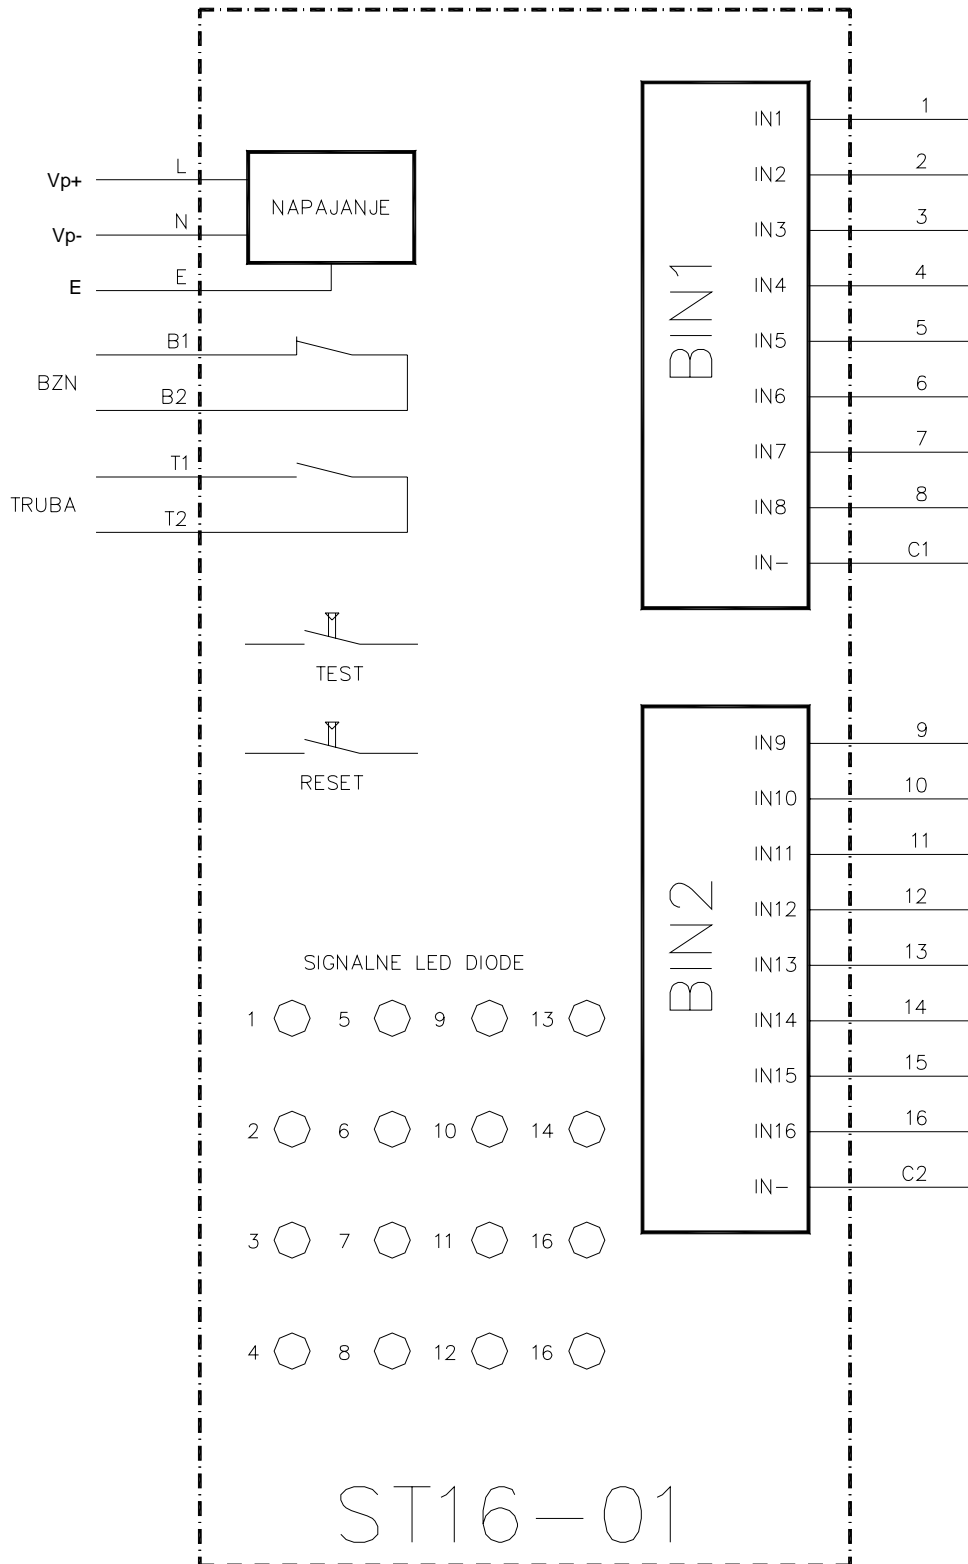 Vp+ L
NAPAJANJE
Vp- N
E E
B1
BZN
B2
T1
TRUBA
T2
TEST
RESET
BIN1
IN1 1
IN2 2
IN3 3
IN4 4
IN5 5
IN6 6
IN7 7
IN8 8
IN- C1
BIN2
IN9 9
IN10 10
IN11 11
IN12 12
IN13 13
IN14 14
IN15 15
IN16 16
IN- C2
SIGNALNE LED DIODE
1 5 9 13
2 6 10 14
3 7 11 16
4 8 12 16
ST16-01